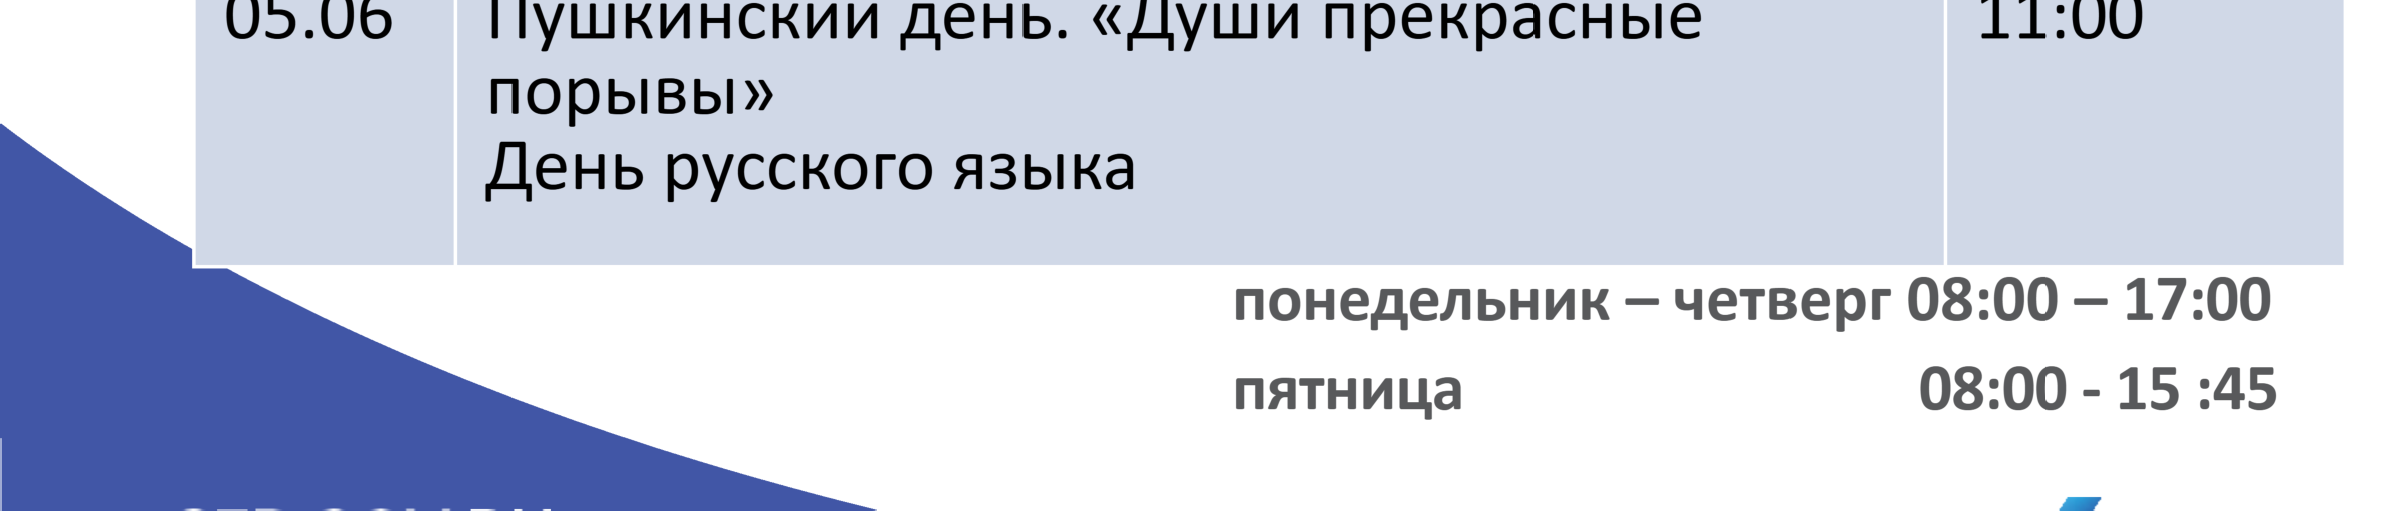 05.06 Пушкинский день. «Души прекрасные 11:00
порывы»
День русского языка
понедельник – четверг 08:00 – 17:00
пятница 08:00 - 15 :45